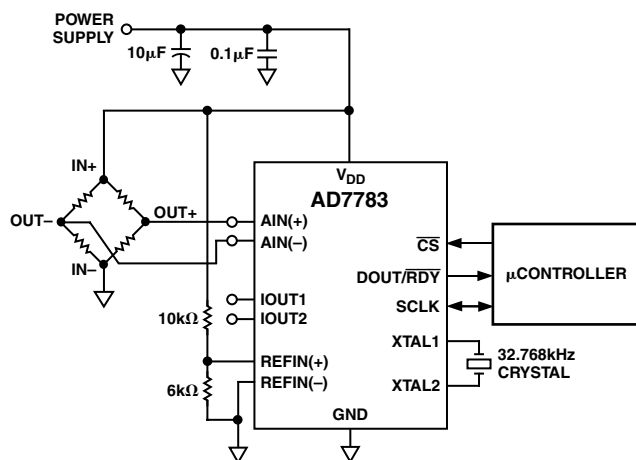 POWER
SUPPLY
10μF
0.1μF
IN+
OUT–
OUT+
IN–
VDD
AD7783
AIN(+)
AIN(–)
IOUT1
IOUT2
10kΩ
REFIN(+)
REFIN(–)
6kΩ
GND
CS
DOUT/RDY
SCLK
XTAL1
XTAL2
μCONTROLLER
32.768kHz
CRYSTAL